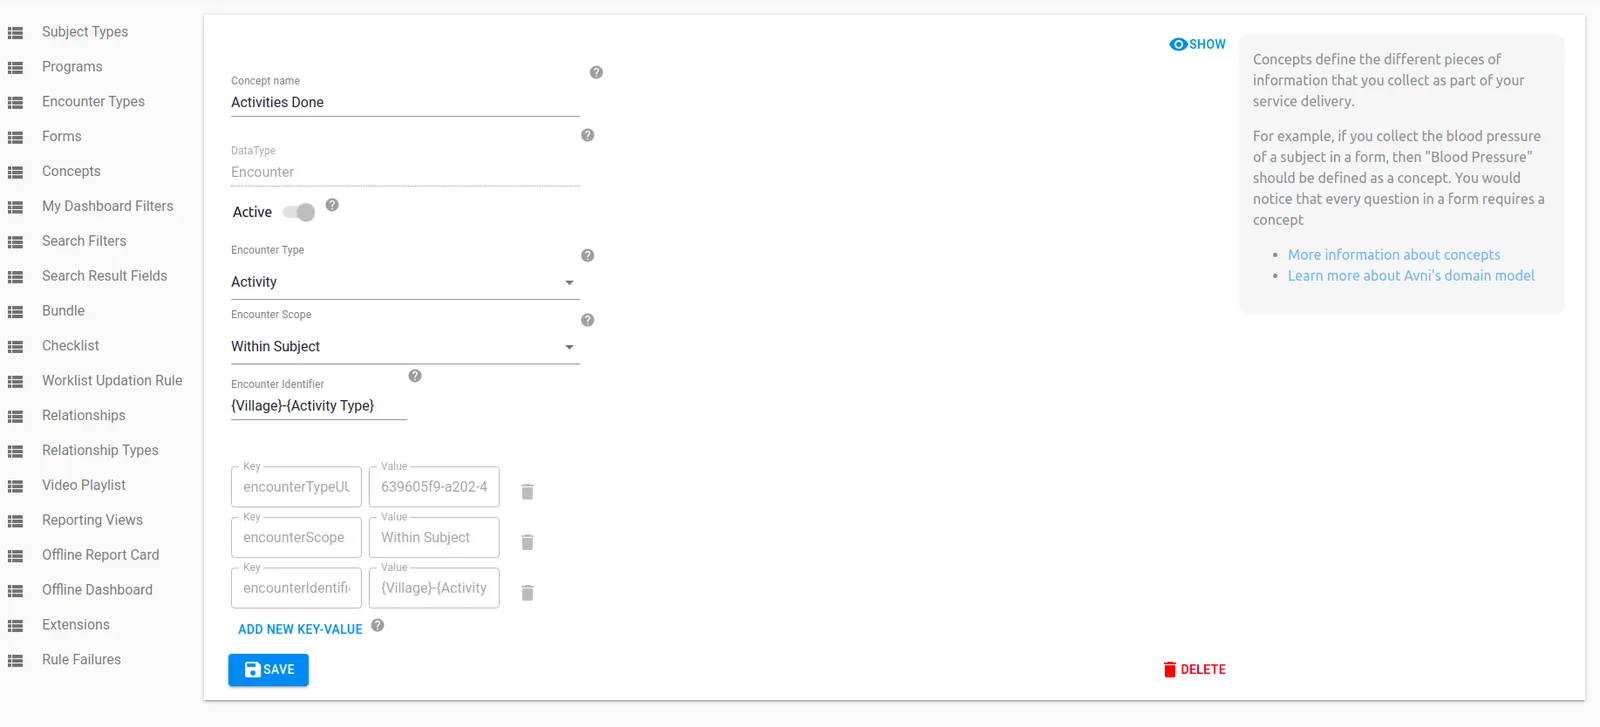 Subject Types
Programs
Encounter Types
Forms
Concepts
My Dashboard Filters
Search Filters
Search Result Fields
Bundle
Checklist
Worklist Updation Rule
Relationships
Relationship Types
Video Playlist
Reporting Views
Offline Report Card
Offline Dashboard
Extensions
Rule Failures
SHOW
Concept name
Activities Done
DataType
Encounter
Active
Encounter Type
Activity
Encounter Scope
Within Subject
Encounter Identifier
{Village}-{Activity Type}
Key Value
encounterTypeUU 639605f9-a202-4
Key Value
encounterScope Within Subject
Key Value
encounterIdentifi {Village}-{Activity
ADD NEW KEY-VALUE
SAVE
DELETE
Concepts define the different pieces of
information that you collect as part of your
service delivery.
For example, if you collect the blood pressure
of a subject in a form, then "Blood Pressure"
should be defined as a concept. You would
notice that every question in a form requires a
concept
• More information about concepts
• Learn more about Avni's domain model